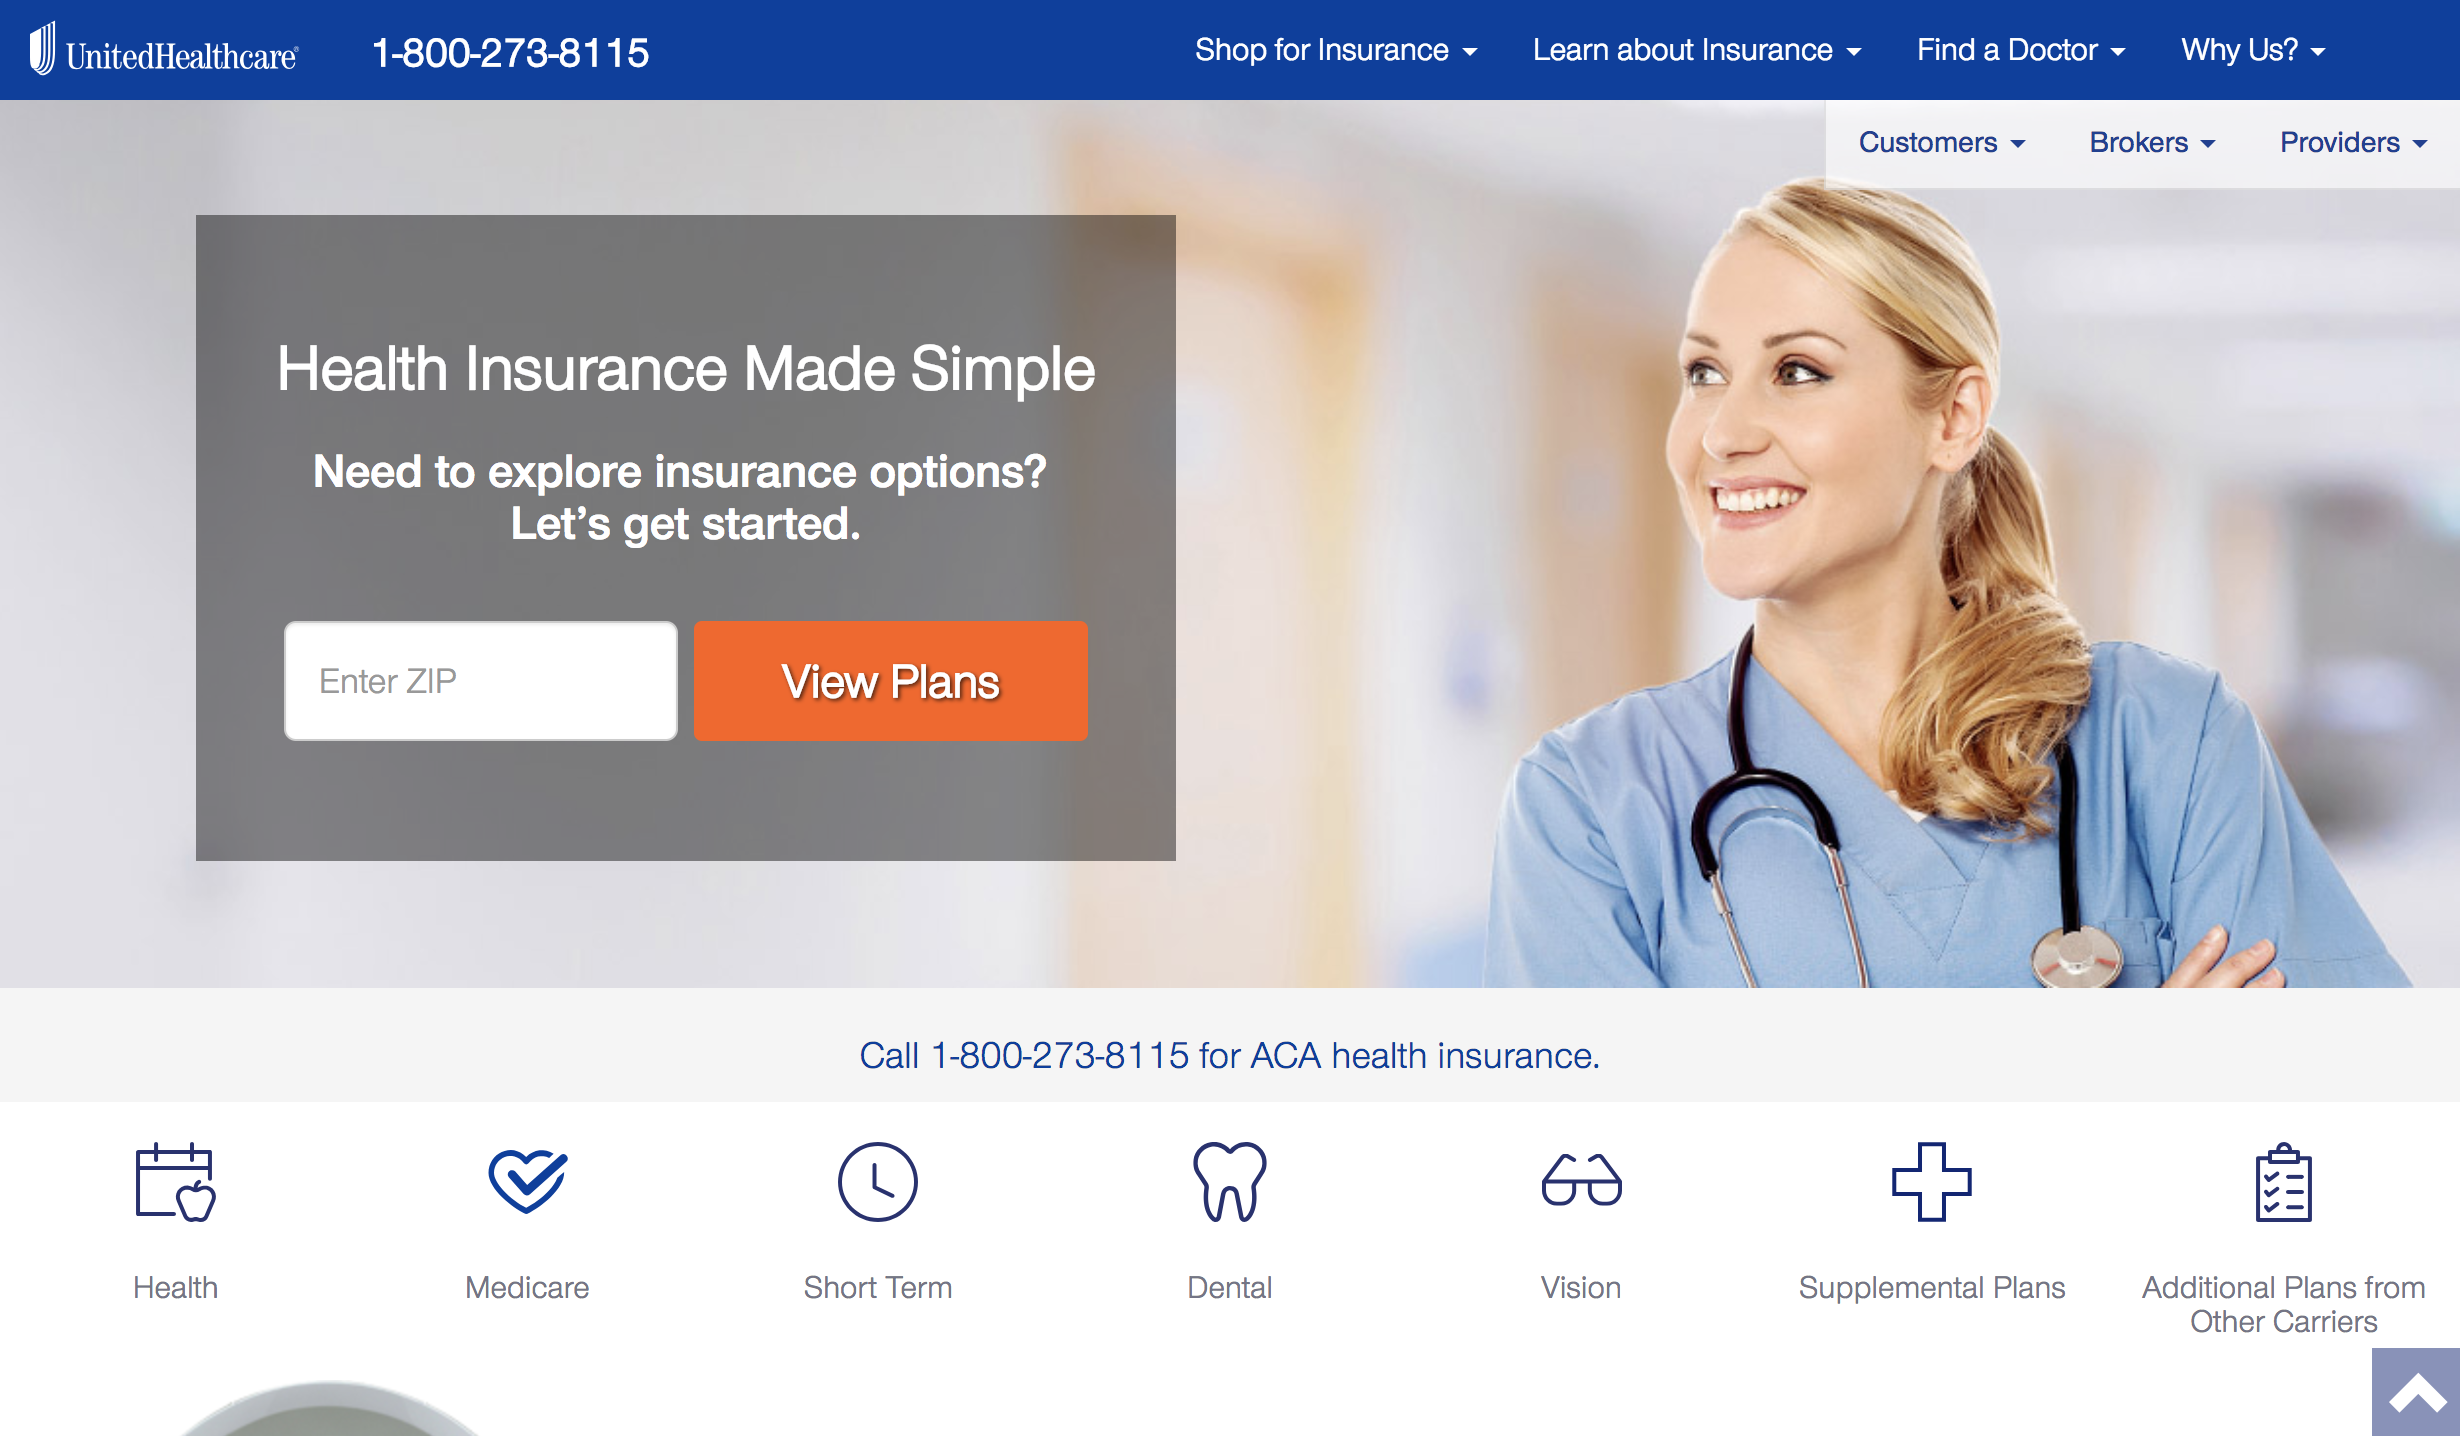 UnitedHealthcare®
1-800-273-8115
Shop for Insurance
Learn about Insurance
Find a Doctor
Why Us?
Customers
Brokers
Providers
Health Insurance Made Simple
Need to explore insurance options?
Let’s get started.
Enter ZIP
View Plans
Call 1-800-273-8115 for ACA health insurance.
Health
Medicare
Short Term
Dental
Vision
Supplemental Plans
Additional Plans from
Other Carriers